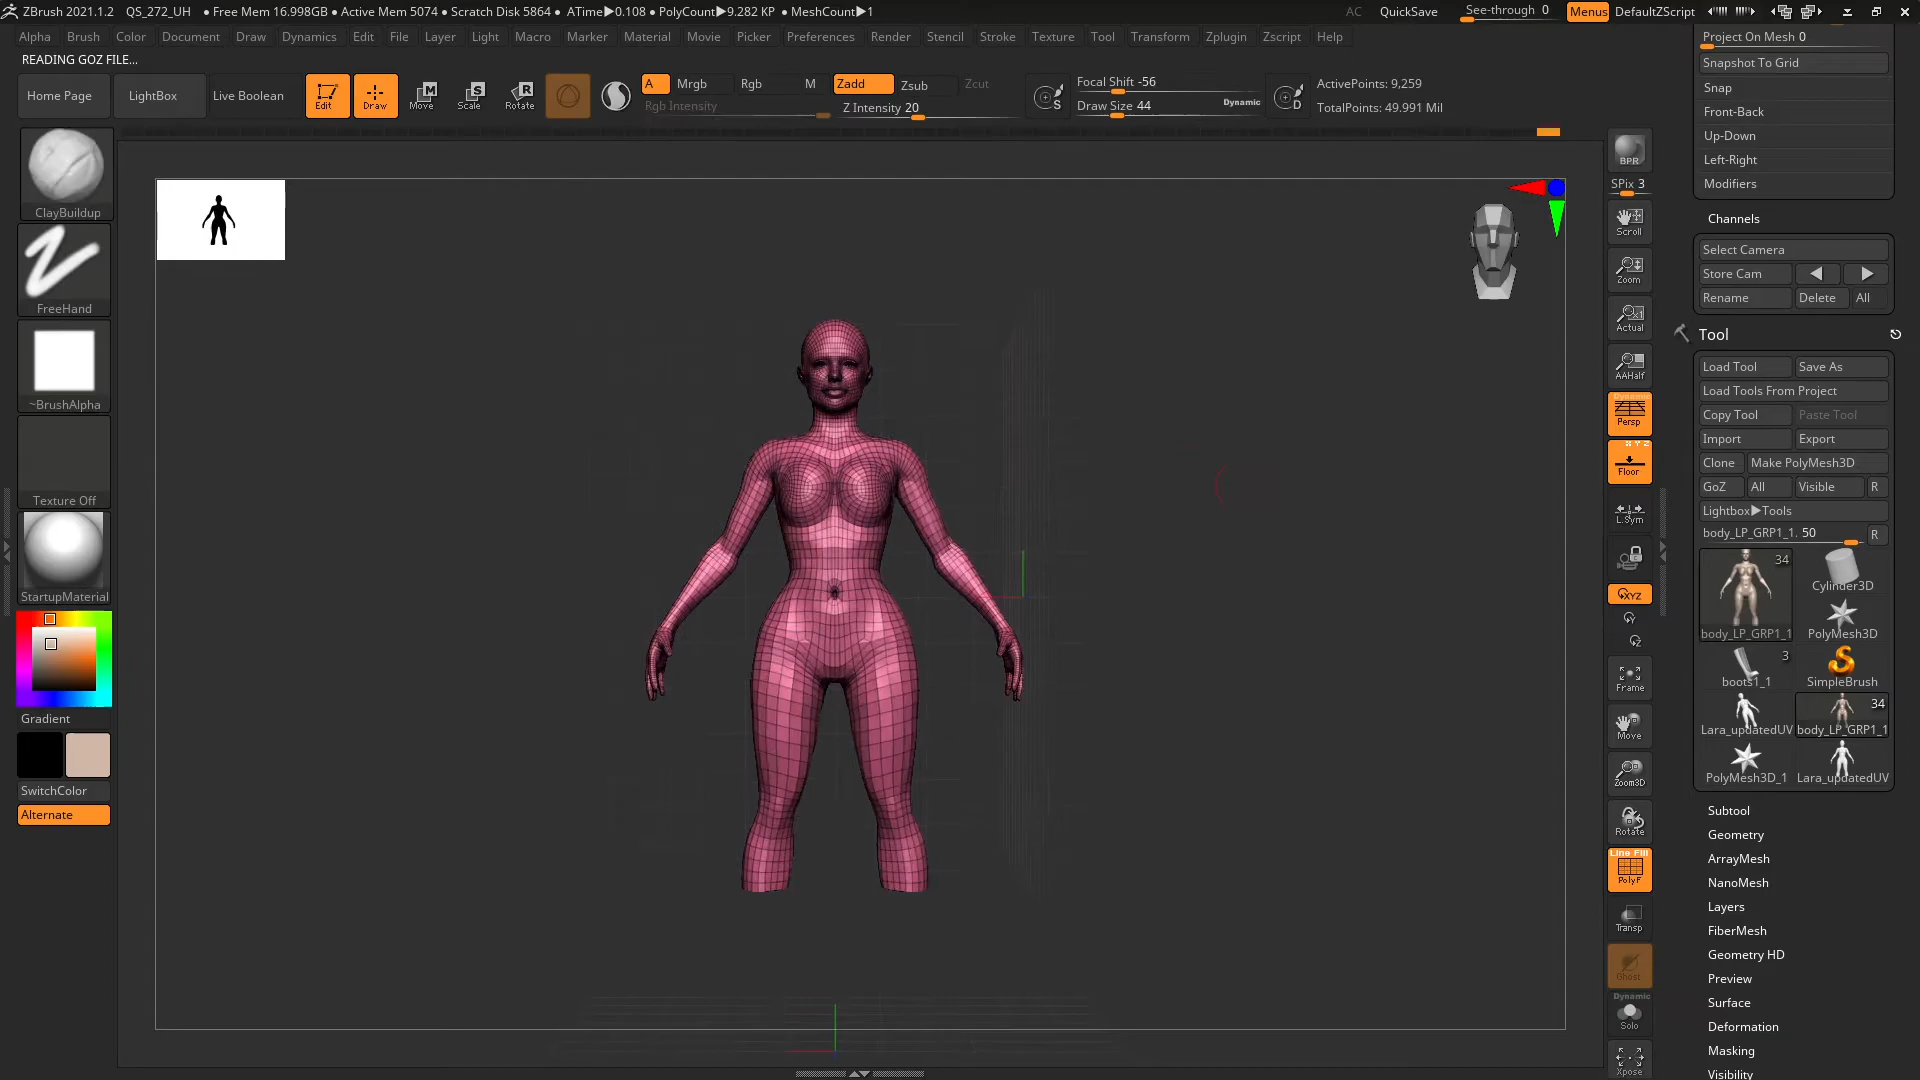 ZBrush 2021.1.2 QS_272_UH • Free Mem 16.998GB • Active Mem 5074 • Scratch Disk 5864 • ATime▶0.108 • PolyCount▶9.282 KP • MeshCount▶1 AC QuickSave See-through 0 Menus DefaultZScript
Alpha Brush Color Document Draw Dynamics Edit File Layer Light Macro Marker Material Movie Picker Preferences Render Stencil Stroke Texture Tool Transform Zplugin Zscript Help
READING GOZ FILE...
Home Page LightBox Live Boolean Edit Draw Move Scale Rotate
M S R
A Mrgb Rgb M Zadd Zsub Zcut
Rgb Intensity Z Intensity 20
S Focal Shift -56
Draw Size 44 Dynamic D
ActivePoints: 9,259
TotalPoints: 49.991 Mil
ClayBuildup
FreeHand
~BrushAlpha
Texture Off
StartupMaterial
Gradient
SwitchColor
Alternate
BPR
SPix 3
Scroll
Zoom
Actual
AAHalf
Dynamic
Persp
X Y Z
Floor
L.Sym
XYZ
Y
Z
Frame
Move
Zoom3D
Rotate
Line Fill
PolyF
Transp
Ghost
Dynamic
Solo
Xpose
Project On Mesh 0
Snapshot To Grid
Snap
Front-Back
Up-Down
Left-Right
Modifiers
Channels
Select Camera
Store Cam
Rename Delete All
Tool
Load Tool Save As
Load Tools From Project
Copy Tool Paste Tool
Import Export
Clone Make PolyMesh3D
GoZ All Visible R
Lightbox▶Tools
body_LP_GRP1_1. 50 R
34
body_LP_GRP1_1
Cylinder3D
PolyMesh3D
3
boots1_1 SimpleBrush
34
Lara_updatedUV body_LP_GRP1_1
PolyMesh3D_1 Lara_updatedUV
Subtool
Geometry
ArrayMesh
NanoMesh
Layers
FiberMesh
Geometry HD
Preview
Surface
Deformation
Masking
Visibility